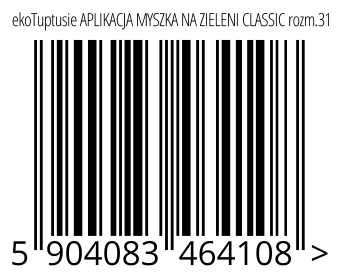 ekoTuptusie APLIKACJA MYSZKA NA ZIELENI CLASSIC rozm.31
5 904083 464108 >